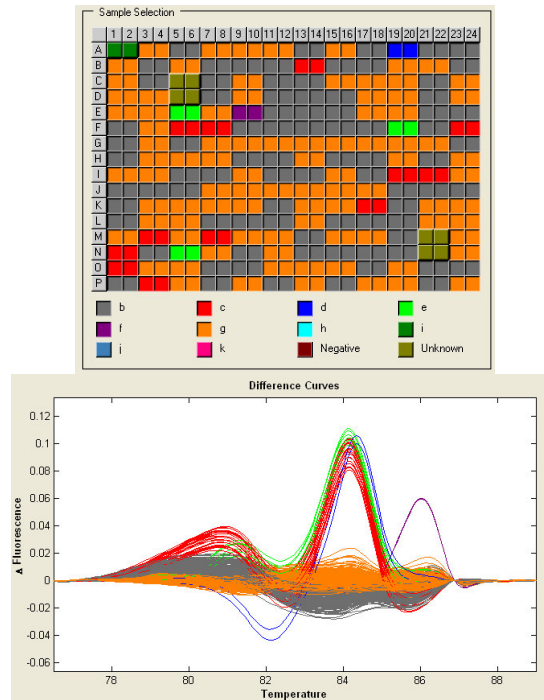 Sample Selection
1 2 3 4 5 6 7 8 9 10 11 12 13 14 15 16 17 18 19 20 21 22 23 24
A
B
C
D
E
F
G
H
I
J
K
L
M
N
O
P
b c d e
f g h i
j k Negative Unknown
Difference Curves
0.12
0.1
0.08
0.06
0.04
0.02
0
-0.02
-0.04
-0.06
Δ Fluorescence
78 80 82 84 86 88
Temperature